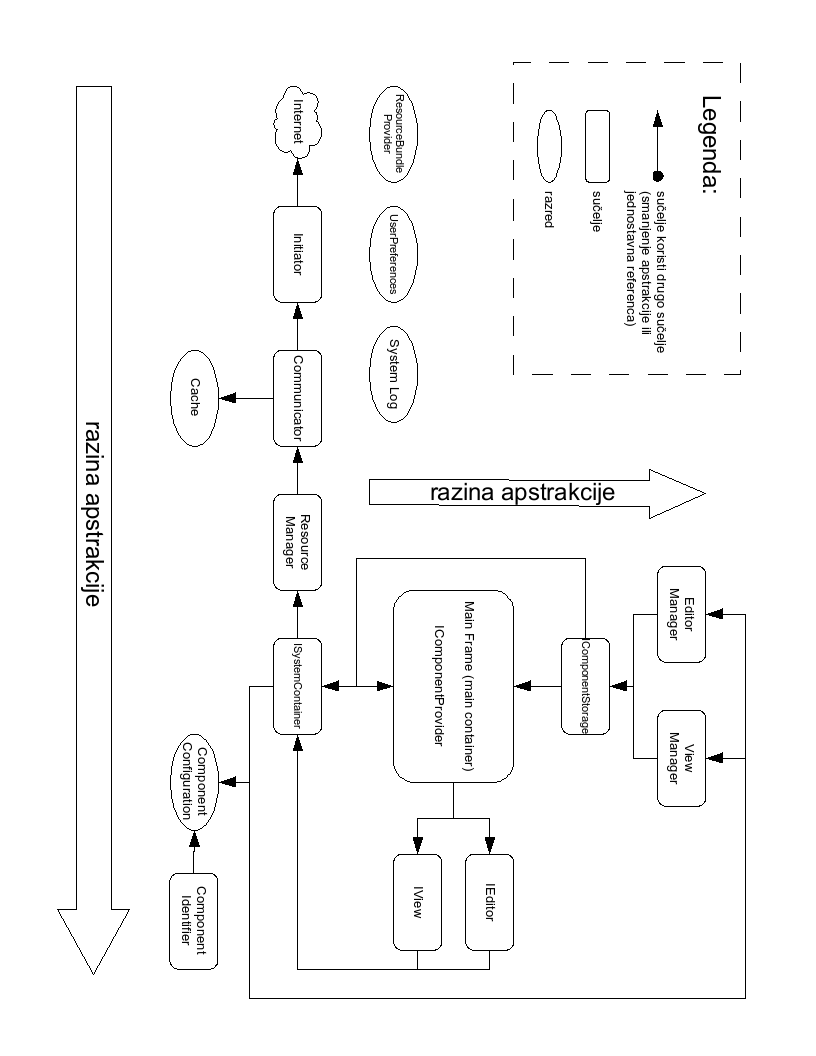 Legenda:
sučelje koristi drugo sučelje
(smanjenje apstrakcije ili
jednostavna referenca)
sučelje
razred
ResourceBundle
Provider
UserPreferences
System Log
Internet
Initiator
Communicator
Cache
Resource
Manager
ISystemContainer
Component
Configuration
Component
Identifier
Main Frame (main container)
IComponentProvider
IComponentStorage
Editor
Manager
View
Manager
IEditor
IView
razina apstrakcije
razina apstrakcije